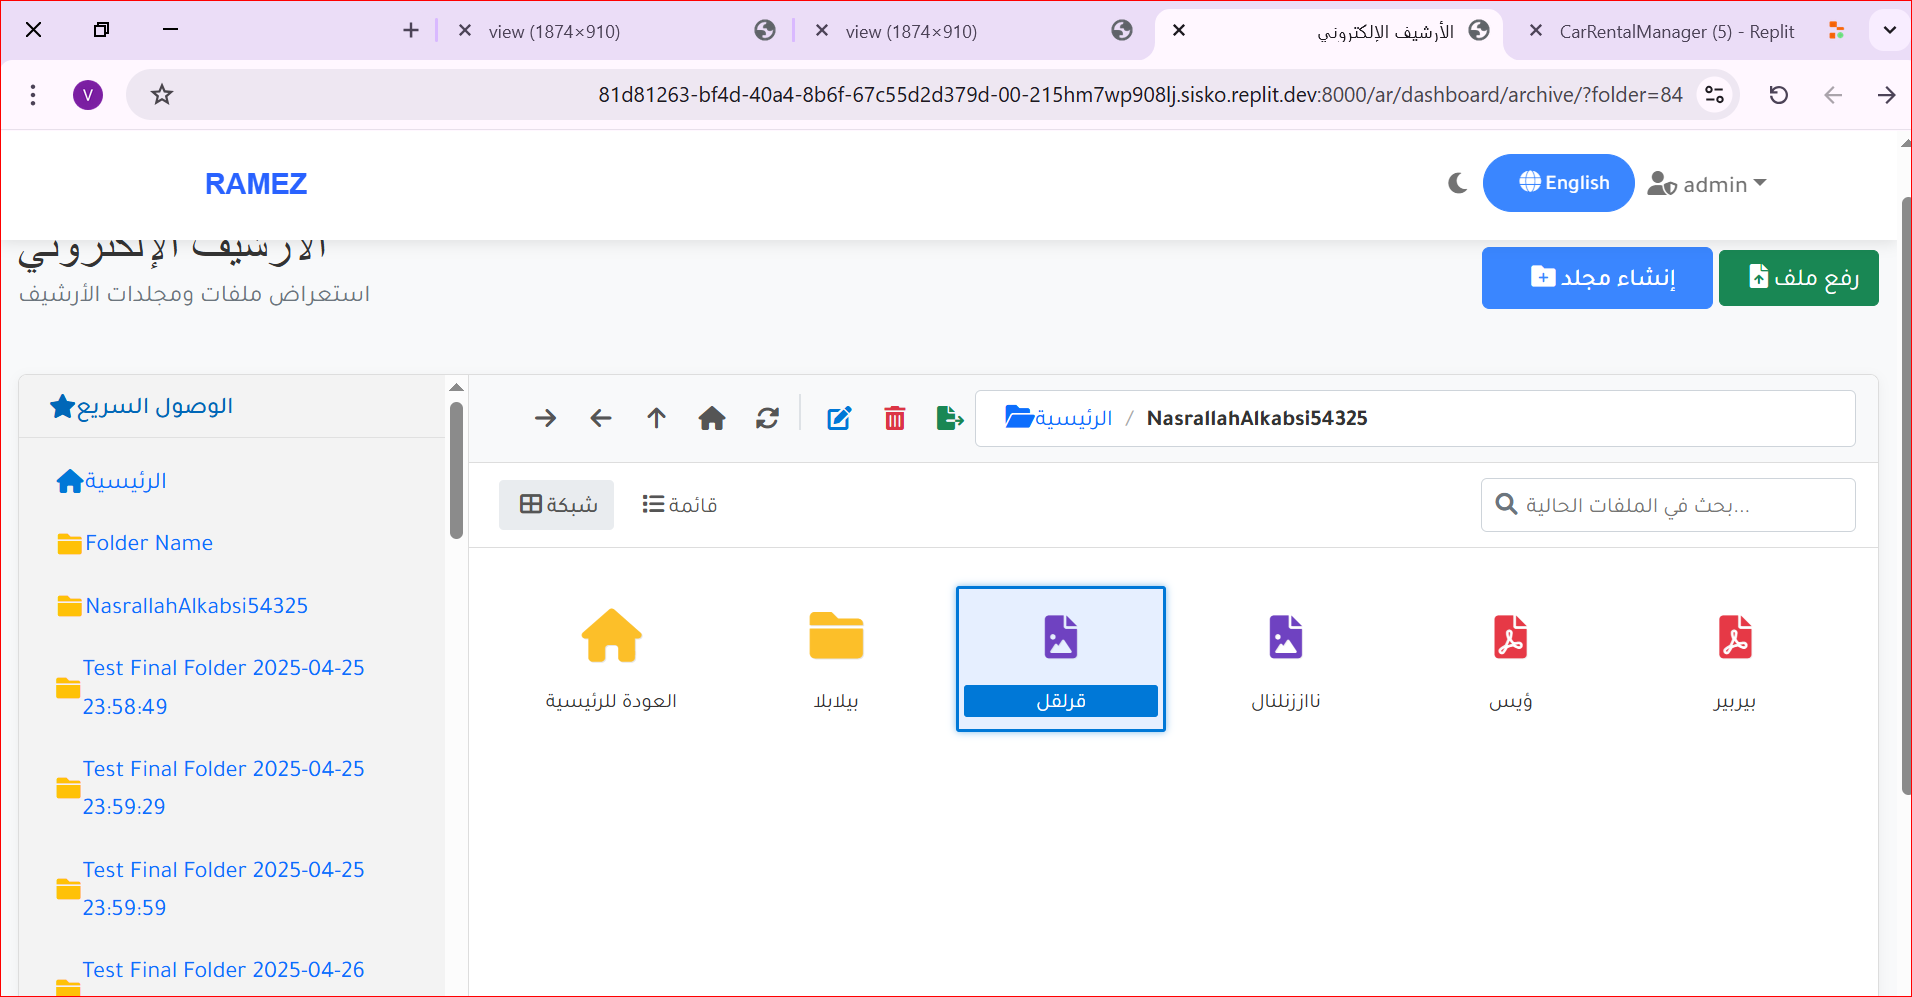 view (1874×910)
view (1874×910)
الأرشيف الإلكتروني
CarRentalManager (5) - Replit
V
81d81263-bf4d-40a4-8b6f-67c55d2d379d-00-215hm7wp908lj.sisko.replit.dev:8000/ar/dashboard/archive/?folder=84
RAMEZ
English
admin
الأرشيف الإلكتروني
استعراض ملفات ومجلدات الأرشيف
إنشاء مجلد
رفع ملف
الوصول السريع
الرئيسية
Folder Name
NasrallahAlkabsi54325
Test Final Folder 2025-04-25
23:58:49
Test Final Folder 2025-04-25
23:59:29
Test Final Folder 2025-04-25
23:59:59
Test Final Folder 2025-04-26
الرئيسية / NasrallahAlkabsi54325
شبكة
قائمة
بحث في الملفات الحالية...
العودة للرئيسية
بيلابلا
قرلقل
ؤيس
بيربير